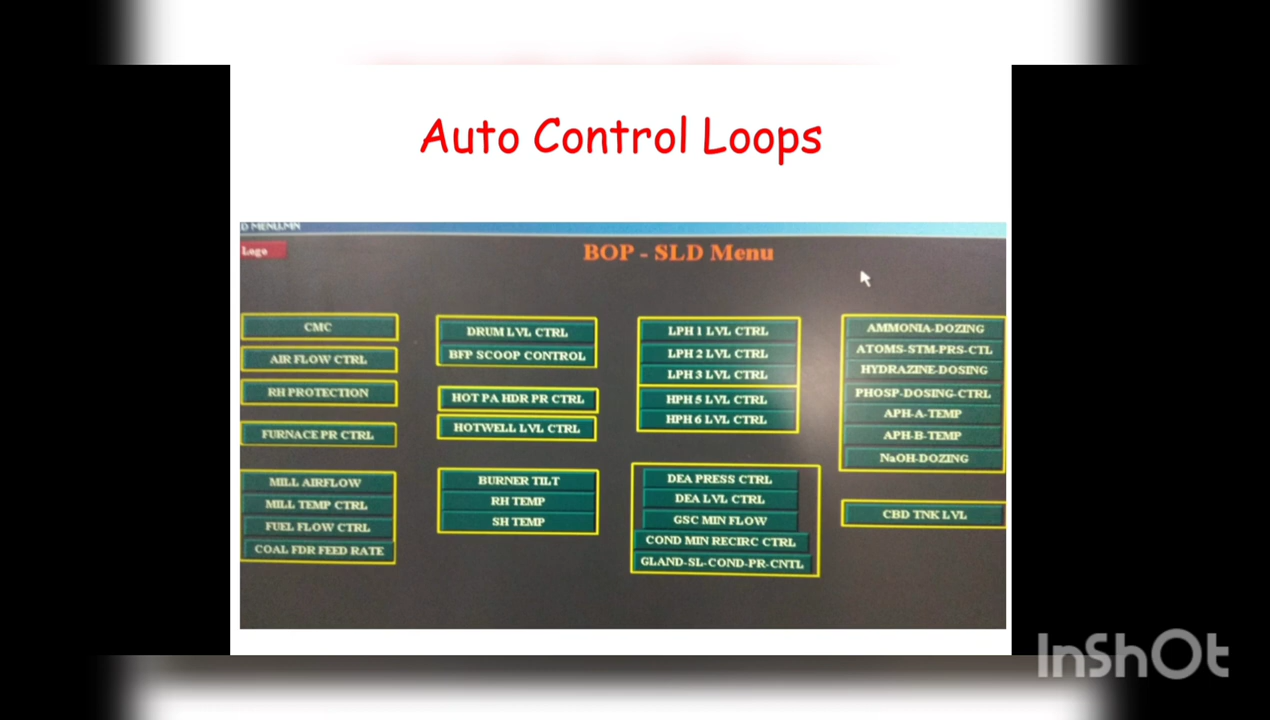 Auto Control Loops
D MENU.MN
Logo
BOP - SLD Menu
CMC
AIR FLOW CTRL
RH PROTECTION
FURNACE PR CTRL
MILL AIRFLOW
MILL TEMP CTRL
FUEL FLOW CTRL
COAL FDR FEED RATE
DRUM LVL CTRL
BFP SCOOP CONTROL
HOT PA HDR PR CTRL
HOTWELL LVL CTRL
BURNER TILT
RH TEMP
SH TEMP
LPH 1 LVL CTRL
LPH 2 LVL CTRL
LPH 3 LVL CTRL
HPH 5 LVL CTRL
HPH 6 LVL CTRL
DEA PRESS CTRL
DEA LVL CTRL
GSC MIN FLOW
COND MIN RECIRC CTRL
GLAND-SL-COND-PR-CNTL
AMMONIA-DOZING
ATOMS-STM-PRS-CTL
HYDRAZINE-DOSING
PHOSP-DOSING-CTRL
APH-A-TEMP
APH-B-TEMP
NaOH-DOZING
CBD TNK LVL
InShOt